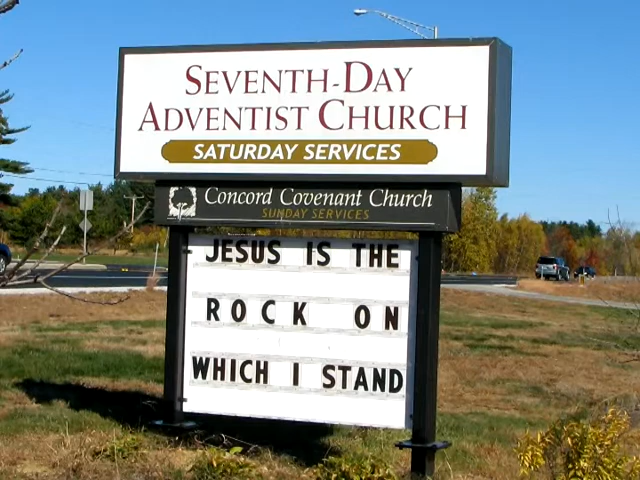 SEVENTH-DAY
ADVENTIST CHURCH
SATURDAY SERVICES
Concord Covenant Church
SUNDAY SERVICES
JESUS IS THE
ROCK ON
WHICH I STAND